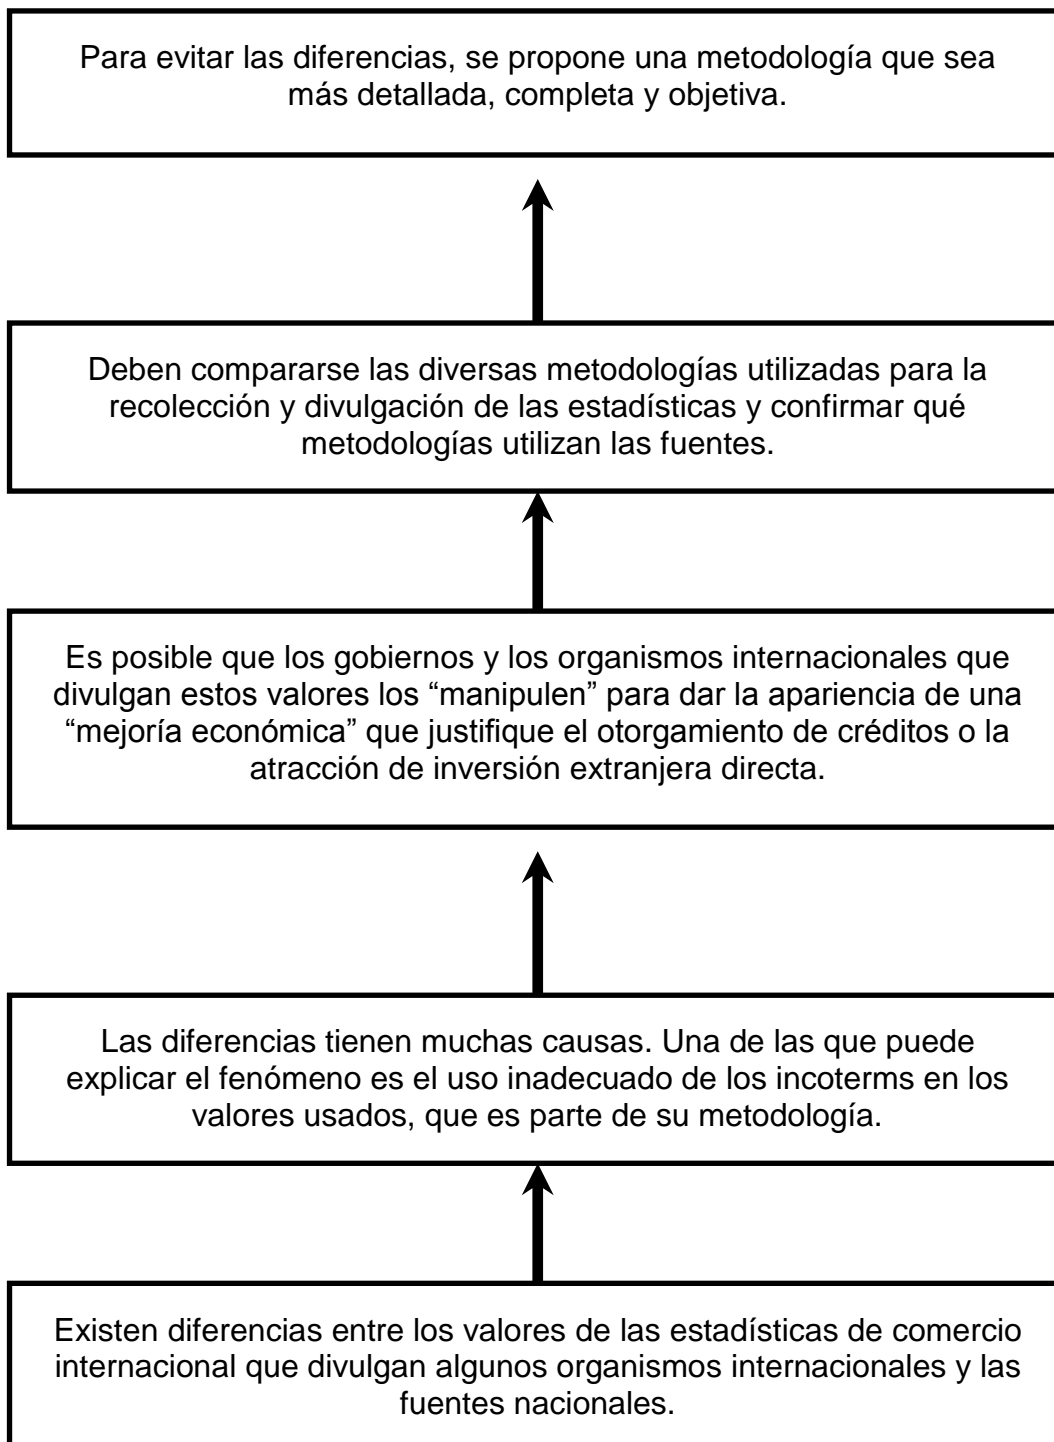 Para evitar las diferencias, se propone una metodología que sea
más detallada, completa y objetiva.
Deben compararse las diversas metodologías utilizadas para la
recolección y divulgación de las estadísticas y confirmar qué
metodologías utilizan las fuentes.
Es posible que los gobiernos y los organismos internacionales que
divulgan estos valores los “manipulen” para dar la apariencia de una
“mejoría económica” que justifique el otorgamiento de créditos o la
atracción de inversión extranjera directa.
Las diferencias tienen muchas causas. Una de las que puede
explicar el fenómeno es el uso inadecuado de los incoterms en los
valores usados, que es parte de su metodología.
Existen diferencias entre los valores de las estadísticas de comercio
internacional que divulgan algunos organismos internacionales y las
fuentes nacionales.